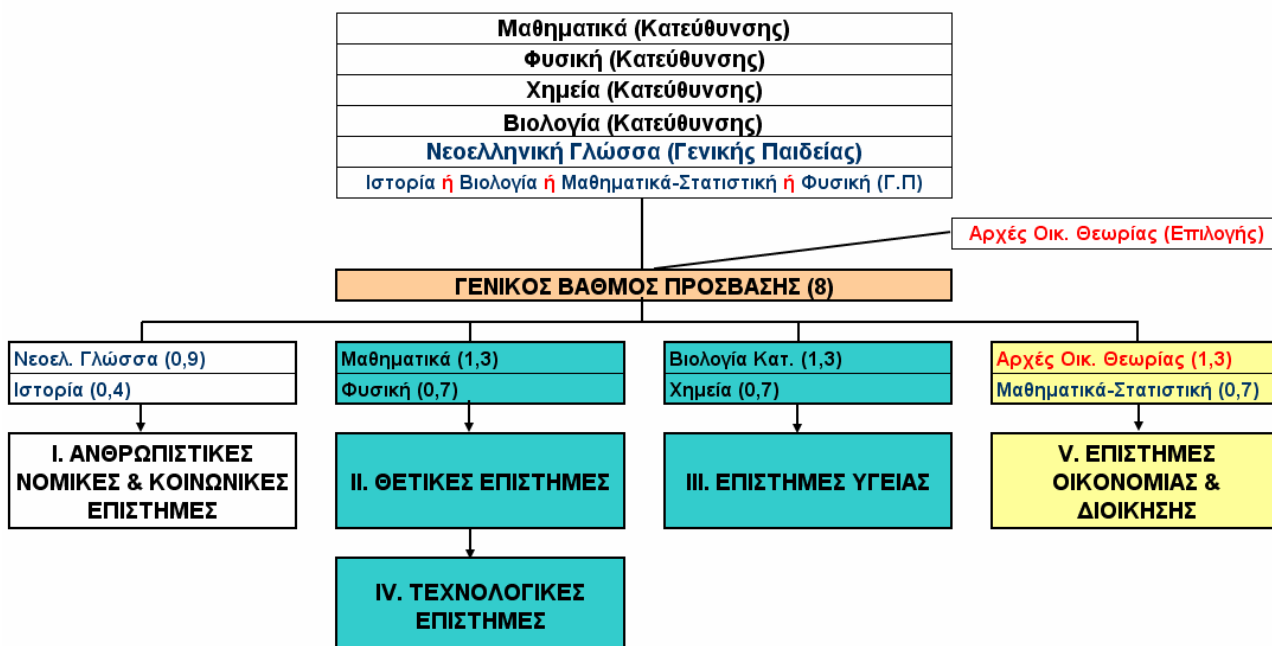 Μαθηματικά (Κατεύθυνσης)
Φυσική (Κατεύθυνσης)
Χημεία (Κατεύθυνσης)
Βιολογία (Κατεύθυνσης)
Νεοελληνική Γλώσσα (Γενικής Παιδείας)
Ιστορία ή Βιολογία ή Μαθηματικά-Στατιστική ή Φυσική (Γ.Π)
Αρχές Οικ. Θεωρίας (Επιλογής)
ΓΕΝΙΚΟΣ ΒΑΘΜΟΣ ΠΡΟΣΒΑΣΗΣ (8)
Νεοελ. Γλώσσα (0,9)
Ιστορία (0,4)
Ι. ΑΝΘΡΩΠΙΣΤΙΚΕΣ
ΝΟΜΙΚΕΣ & ΚΟΙΝΩΝΙΚΕΣ
ΕΠΙΣΤΗΜΕΣ
Μαθηματικά (1,3)
Φυσική (0,7)
ΙΙ. ΘΕΤΙΚΕΣ ΕΠΙΣΤΗΜΕΣ
IV. ΤΕΧΝΟΛΟΓΙΚΕΣ
ΕΠΙΣΤΗΜΕΣ
Βιολογία Κατ. (1,3)
Χημεία (0,7)
ΙΙΙ. ΕΠΙΣΤΗΜΕΣ ΥΓΕΙΑΣ
Αρχές Οικ. Θεωρίας (1,3)
Μαθηματικά-Στατιστική (0,7)
V. ΕΠΙΣΤΗΜΕΣ
ΟΙΚΟΝΟΜΙΑΣ &
ΔΙΟΙΚΗΣΗΣ